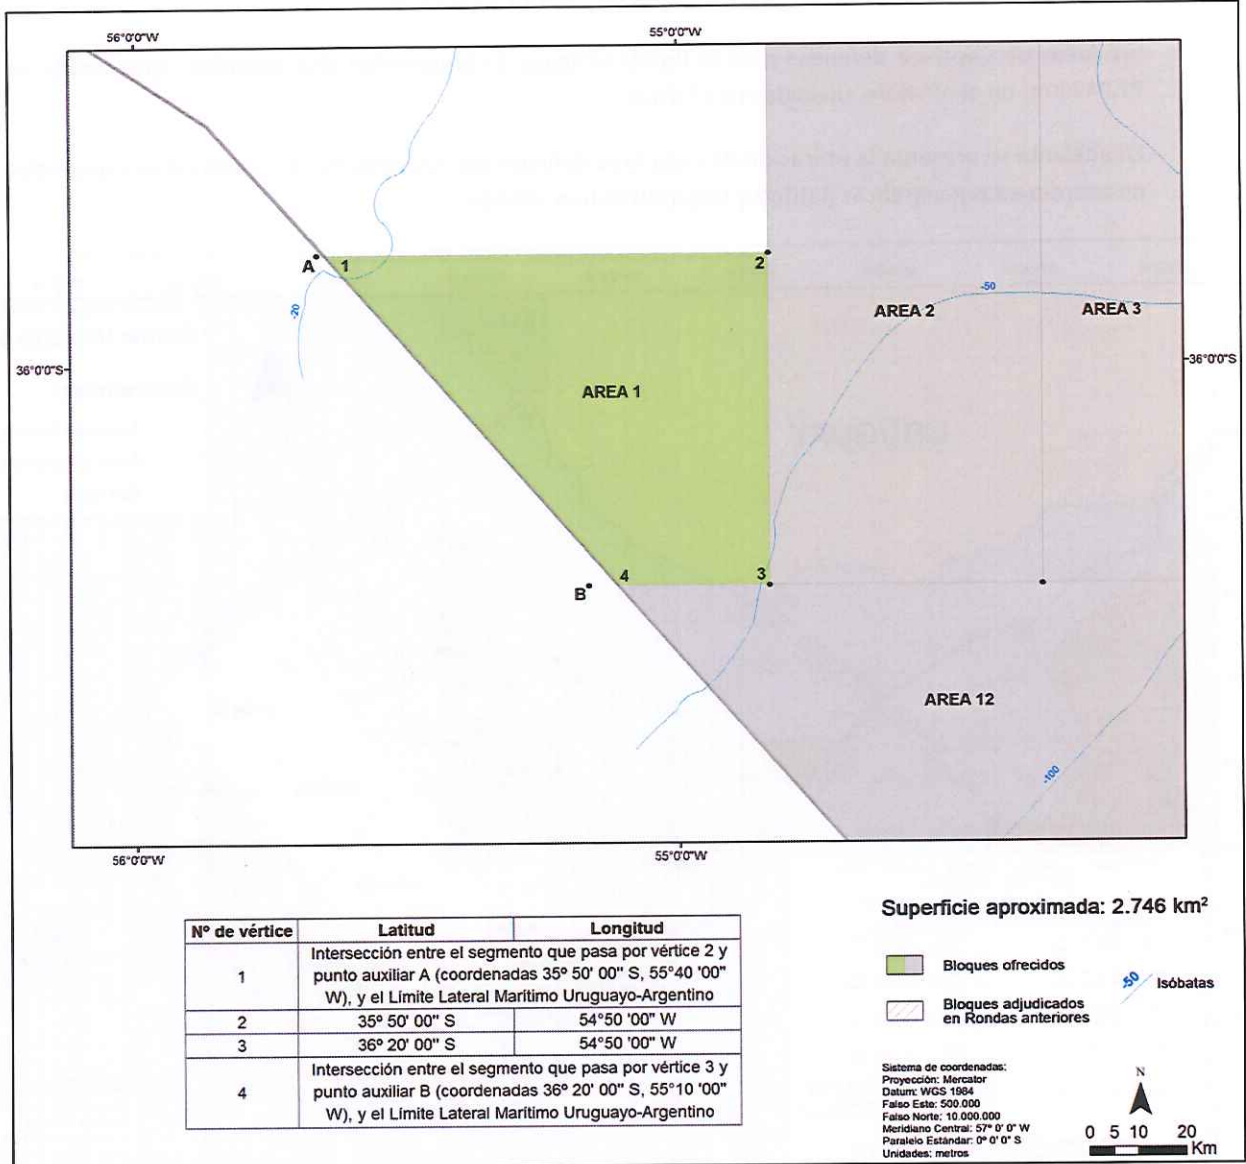 56°0'0"W
55°0'0"W
A
1
2
-20
-50
AREA 2
AREA 3
36°0'0"S
36°0'0"S
AREA 1
4
3
B
AREA 12
-100
56°0'0"W
55°0'0"W
Superficie aproximada: 2.746 km²
Nº de vértice Latitud Longitud
1
Intersección entre el segmento que pasa por vértice 2 y
punto auxiliar A (coordenadas 35º 50' 00" S, 55°40 '00"
W), y el Límite Lateral Marítimo Uruguayo-Argentino
2 35º 50' 00" S 54°50 '00" W
3 36º 20' 00" S 54°50 '00" W
4
Intersección entre el segmento que pasa por vértice 3 y
punto auxiliar B (coordenadas 36º 20' 00" S, 55°10 '00"
W), y el Límite Lateral Marítimo Uruguayo-Argentino
Bloques ofrecidos
-50 Isóbatas
Bloques adjudicados
en Rondas anteriores
Sistema de coordenadas:
Proyección: Mercator
Datum: WGS 1984
Falso Este: 500.000
Falso Norte: 10.000.000
Meridiano Central: 57º 0' 0" W
Paralelo Estándar: 0º 0' 0" S
Unidades: metros
N
0 5 10 20
Km